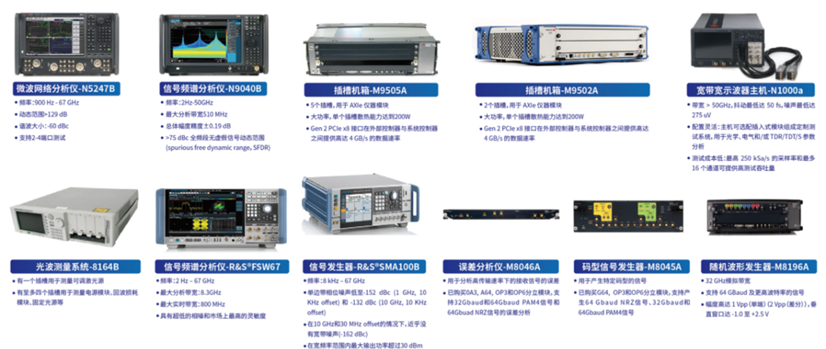 微波网络分析仪-N5247B
• 频率:900 Hz - 67 GHz
• 动态范围>129 dB
• 谐波大小:-60 dBc
• 支持2-4端口测试
信号频谱分析仪-N9040B
• 频率:2Hz-50GHz
• 最大分析带宽510 MHz
• 总体幅度精度±0.19 dB
• >75 dBc 全频段无虚假信号动态范围
(spurious free dynamic range, SFDR)
插槽机箱-M9505A
• 5个插槽,用于 AXIe 仪器模块
• 大功率,单个插槽散热能力达到200W
• Gen 2 PCIe x8 接口在外部控制器与系统控制器
之间提供高达 4 GB/s 的数据速率
插槽机箱-M9502A
• 2个插槽,用于 AXIe 仪器模块
• 大功率,单个插槽散热能力达到200W
• Gen 2 PCIe x8 接口在外部控制器与系统控制器之间提供高达
4 GB/s 的数据速率
宽带宽示波器主机-N1000a
• 带宽 > 50GHz,抖动最低达 50 fs,噪声最低达
275 uV
• 配置灵活:主机可选配插入式模块组成定制测
试系统,用于光学、电气和/或 TDR/TDT/S 参数
分析
• 测试成本低:最高 250 kSa/s 的采样率和最多
16 个通道可提供高测试吞吐量
光波测量系统-8164B
• 有一个插槽用于测量可调激光源
• 有至多四个插槽用于测量电源模块,回波损耗
模块,固定光源等
信号频谱分析仪-R&S®FSW67
• 频率:2 Hz - 67 GHz
• 最大分析带宽:8.3GHz
• 最大实时带宽:800 MHz
• 具有超低的相噪和市场上最高的灵敏度
信号发生器-R&S®SMA100B
• 频率:8 kHz - 67 GHz
• 单边带相位噪声低至-152 dBc (1 GHz, 10
KHz offset) 和 -132 dBc (10 GHz, 10 KHz
offset)
• 在10 GHz和30 MHz offset的情况下,近乎没
有宽带噪声(-162 dBc)
• 在宽频率范围内最大输出功率超过30 dBm
误差分析仪-M8046A
• 用于分析高传输速率下的接收信号的误差
• 已购买0A3, A64, OP3和OP6分立模块,支
持32Gbaud和64Gbaud PAM4信号和
64Gbuad NRZ信号的误差分析
码型信号发生器-M8045A
• 用于产生特定码型的信号
• 已购买G64, OP3和OP6分立模块,支持产
生64 Gbaud NRZ信号、32Gbaud和
64Gbaud PAM4信号
随机波形发生器-M8196A
• 32 GHz模拟带宽
• 支持 64 GBaud 及更高波特率的信号
• 幅度高达 1 Vpp(单端) (2 Vpp(差分)),垂
直窗口达 -1.0 至 +2.5 V